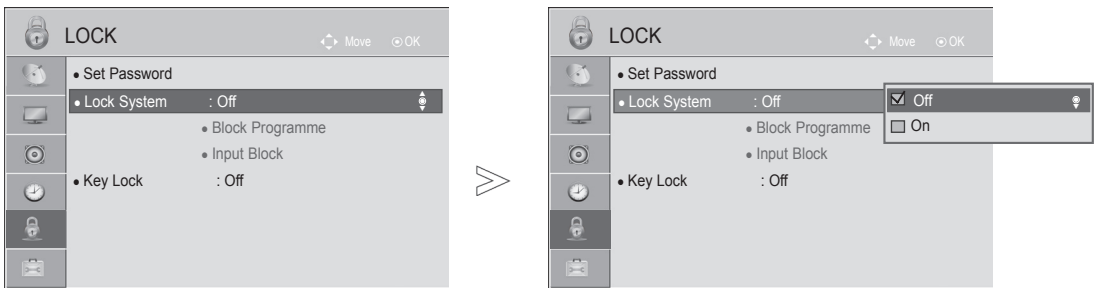 LOCK
Move
OK
• Set Password
• Lock System : Off
• Block Programme
• Input Block
• Key Lock : Off
LOCK
Move
OK
• Set Password
• Lock System : Off
• Block Programme
• Input Block
• Key Lock : Off
Off
On